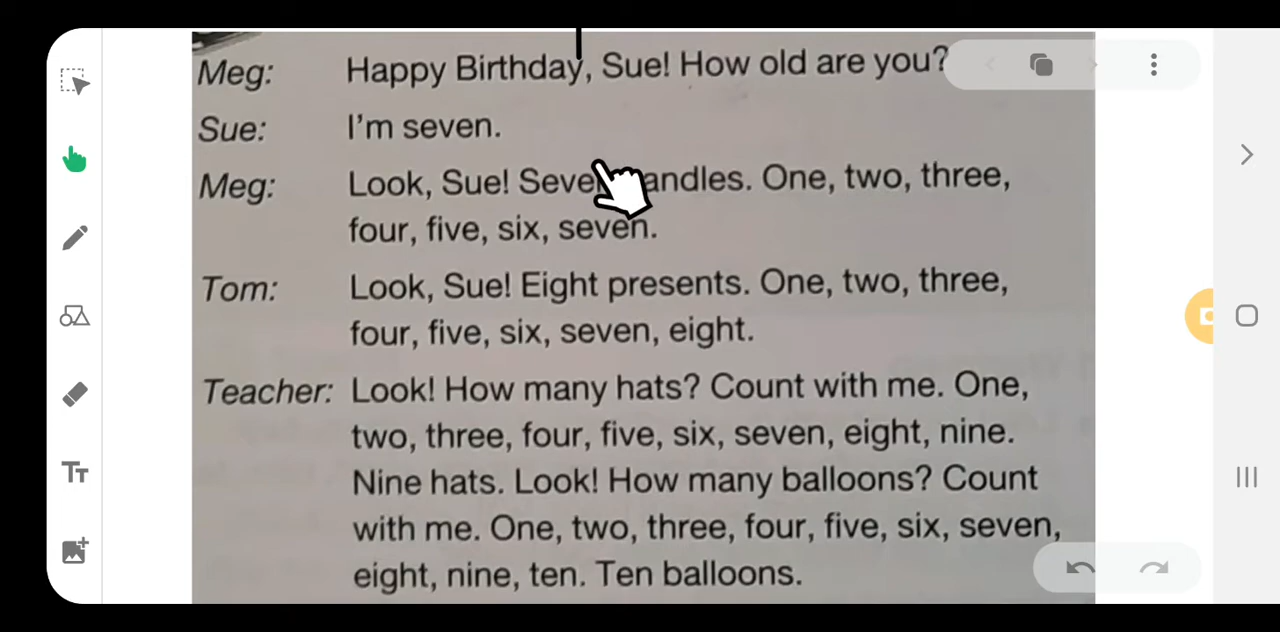 Meg: Happy Birthday, Sue! How old are you?
Sue: I'm seven.
Meg: Look, Sue! Seven candles. One, two, three,
four, five, six, seven.
Tom: Look, Sue! Eight presents. One, two, three,
four, five, six, seven, eight.
Teacher: Look! How many hats? Count with me. One,
two, three, four, five, six, seven, eight, nine.
Nine hats. Look! How many balloons? Count
with me. One, two, three, four, five, six, seven,
eight, nine, ten. Ten balloons.
TT